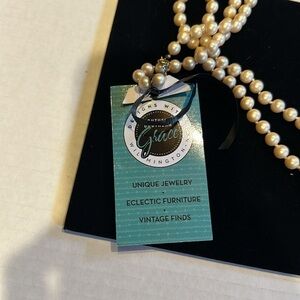 Grace
WILMINGTON
UNIQUE JEWELRY
•
ECLECTIC FURNITURE
•
VINTAGE FINDS